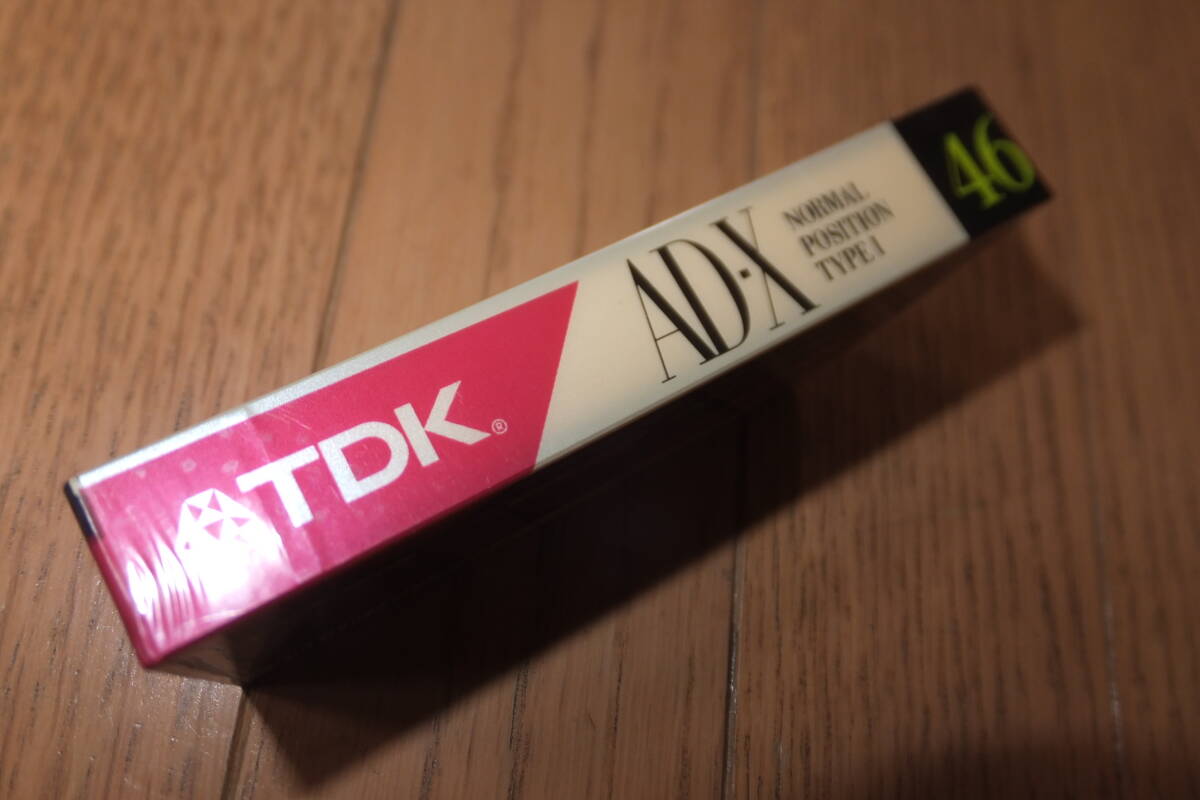 TDK®
AD-X
NORMAL
POSITION
TYPE I
46